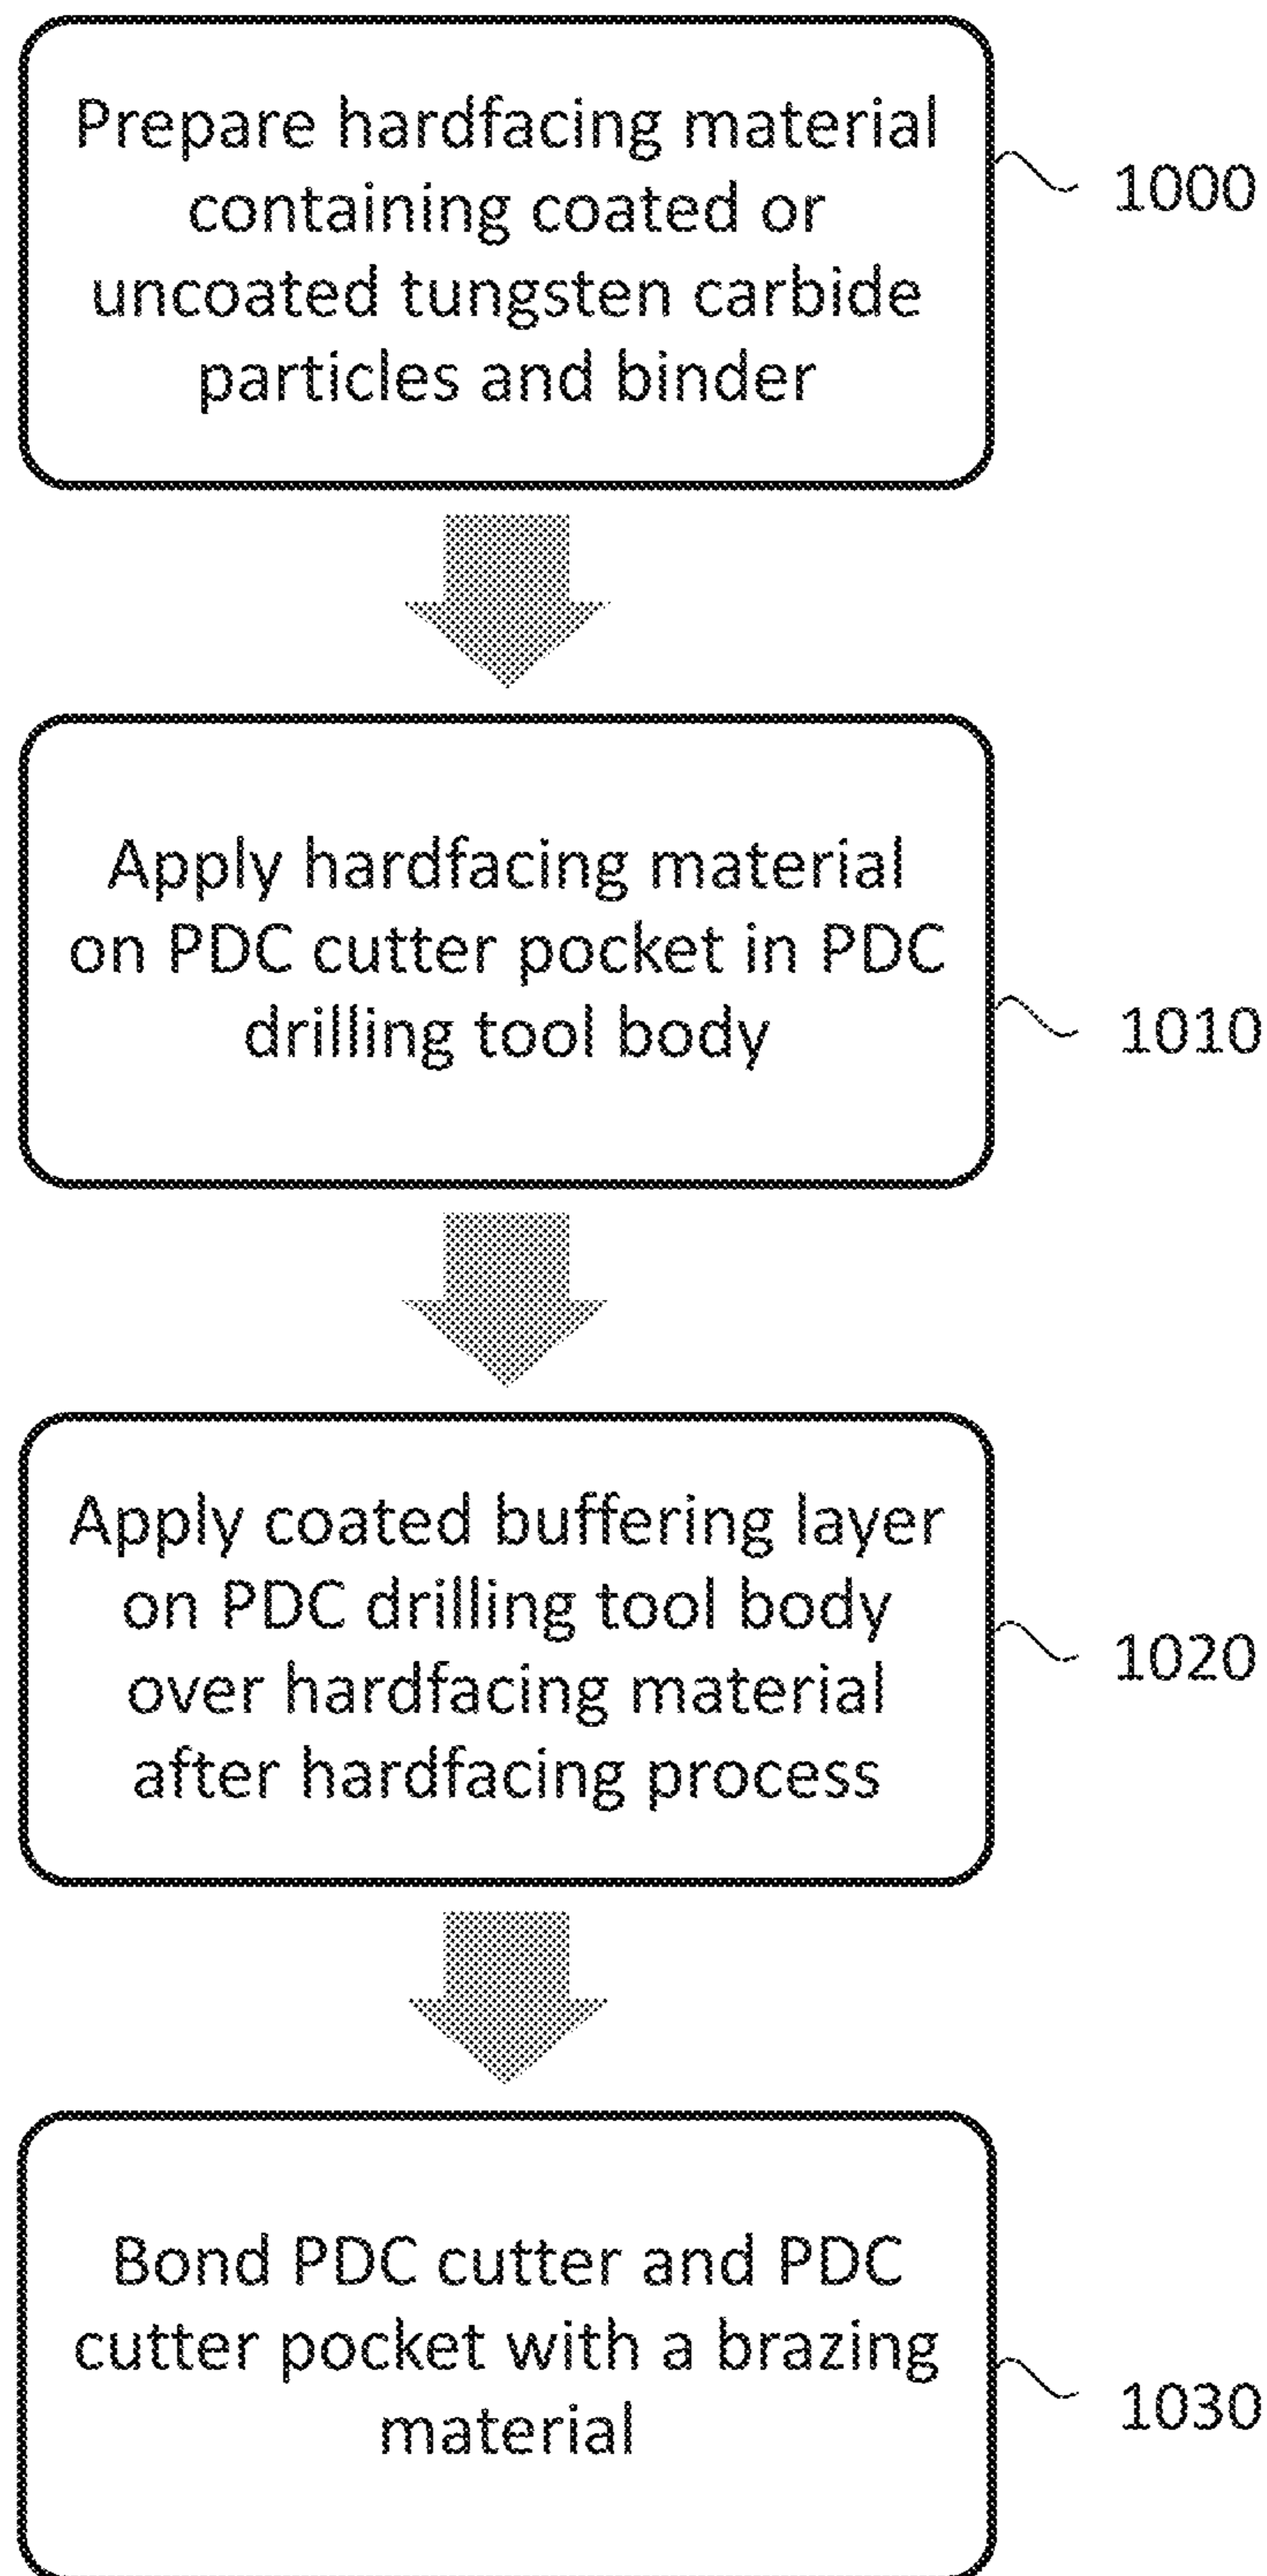 Prepare hardfacing material
containing coated or
uncoated tungsten carbide
particles and binder
1000
Apply hardfacing material
on PDC cutter pocket in PDC
drilling tool body
1010
Apply coated buffering layer
on PDC drilling tool body
over hardfacing material
after hardfacing process
1020
Bond PDC cutter and PDC
cutter pocket with a brazing
material
1030